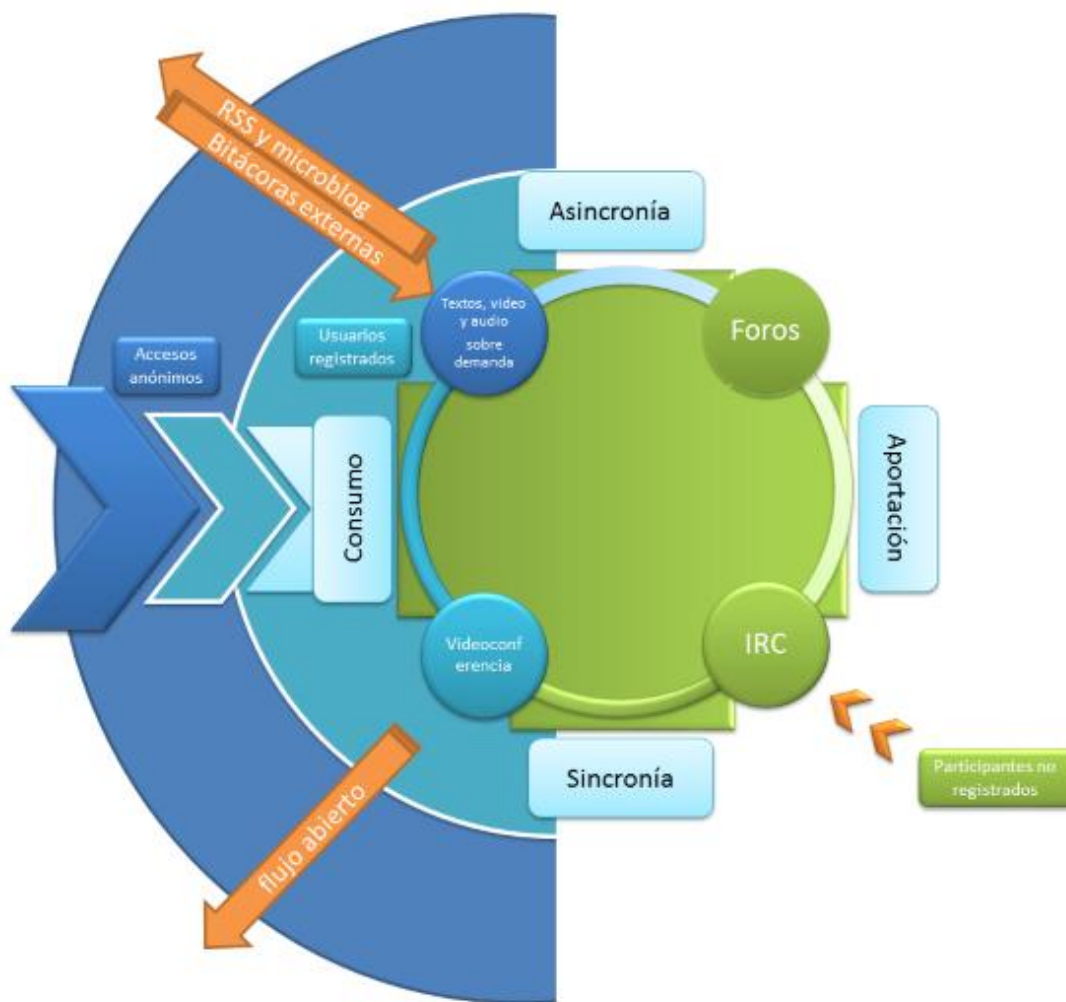 RSS y microblog
Bitácoras externas
Asincronía
Textos, vídeo
y audio
sobre
demanda
Foros
Usuarios
registrados
Accesos
anónimos
Consumo
Aportación
Videoconf
erencia
IRC
Sincronía
Participantes no
registrados
flujo abierto